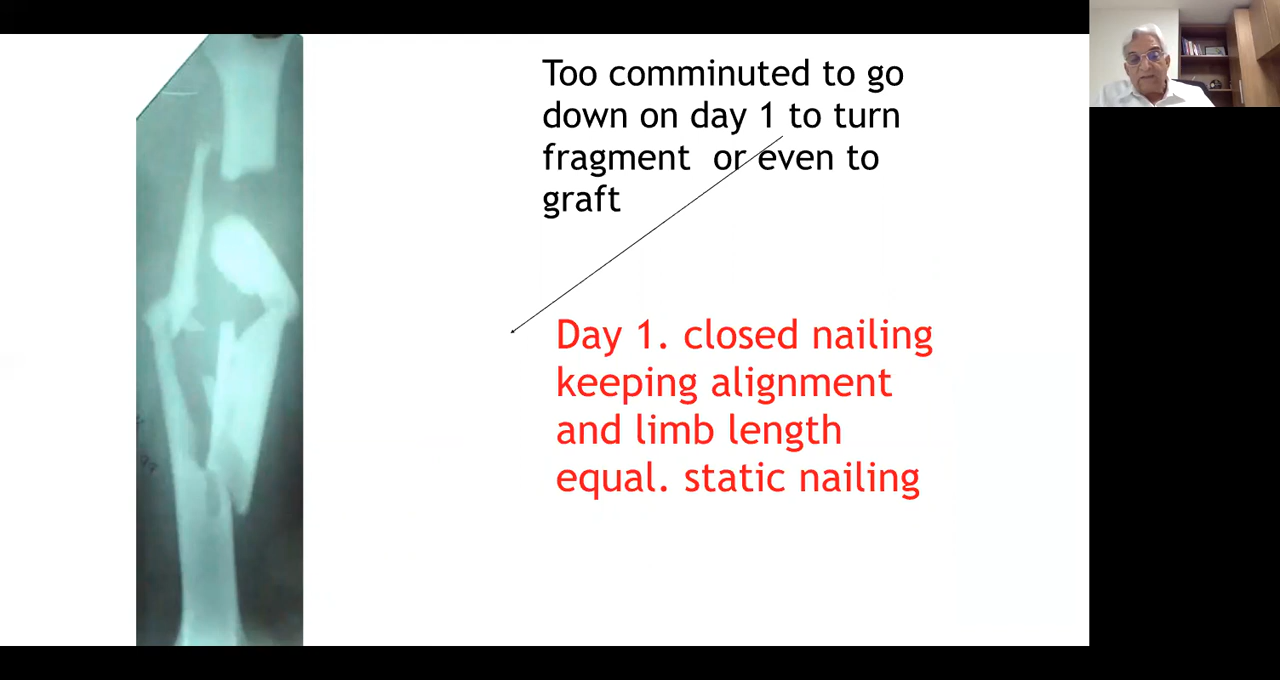 Too comminuted to go
down on day 1 to turn
fragment or even to
graft
Day 1. closed nailing
keeping alignment
and limb length
equal. static nailing